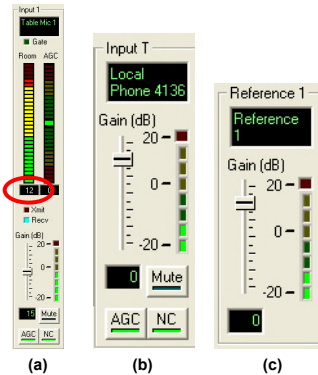 Input 1
Table Mic 1
Gate
Room AGC
12 0
Xmit
Recv
Gain (dB)
20
0
-20
15 Mute
AGC NC
(a)
Input T
Local
Phone 4136
Gain (dB)
20
0
-20
0 Mute
AGC NC
(b)
Reference 1
Reference
1
Gain (dB)
20
0
-20
0
(c)